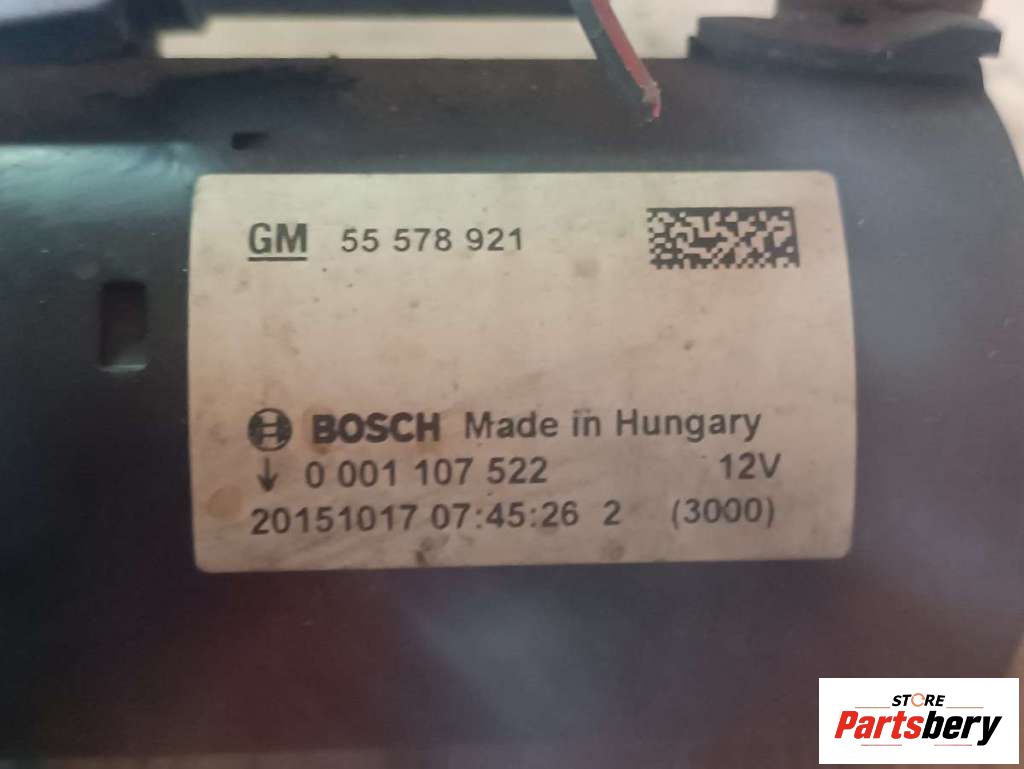 GM 55 578 921
BOSCH Made in Hungary
↓ 0 001 107 522 12V
20151017 07:45:26 2 (3000)
STORE
Partsbery